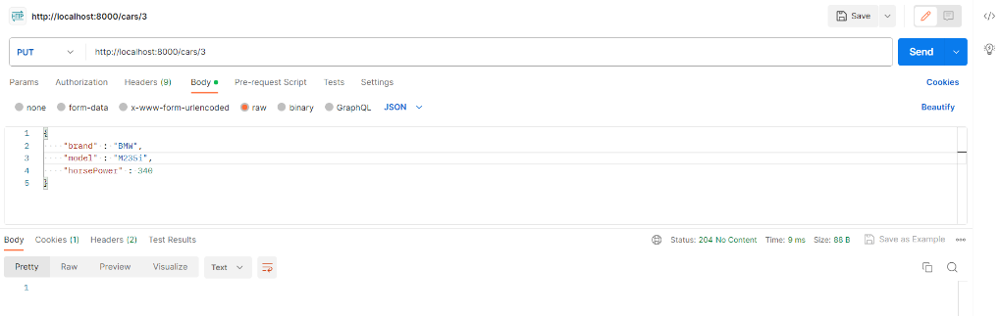 HTTP http://localhost:8000/cars/3 Save
PUT http://localhost:8000/cars/3 Send
Params Authorization Headers (9) Body Pre-request Script Tests Settings Cookies
none form-data x-www-form-urlencoded raw binary GraphQL JSON Beautify
1 {
2 "brand" : "BMW",
3 "model" : "M235i",
4 "horsePower" : 340
5 }
Body Cookies (1) Headers (2) Test Results Status: 204 No Content Time: 9 ms Size: 86 B Save as Example
Pretty Raw Preview Visualize Text
1